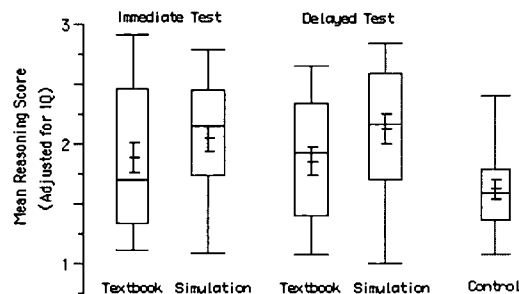 Immediate Test Delayed Test
Mean Reasoning Score
(Adjusted for IQ)
3
2
1
Textbook Simulation Textbook Simulation Control